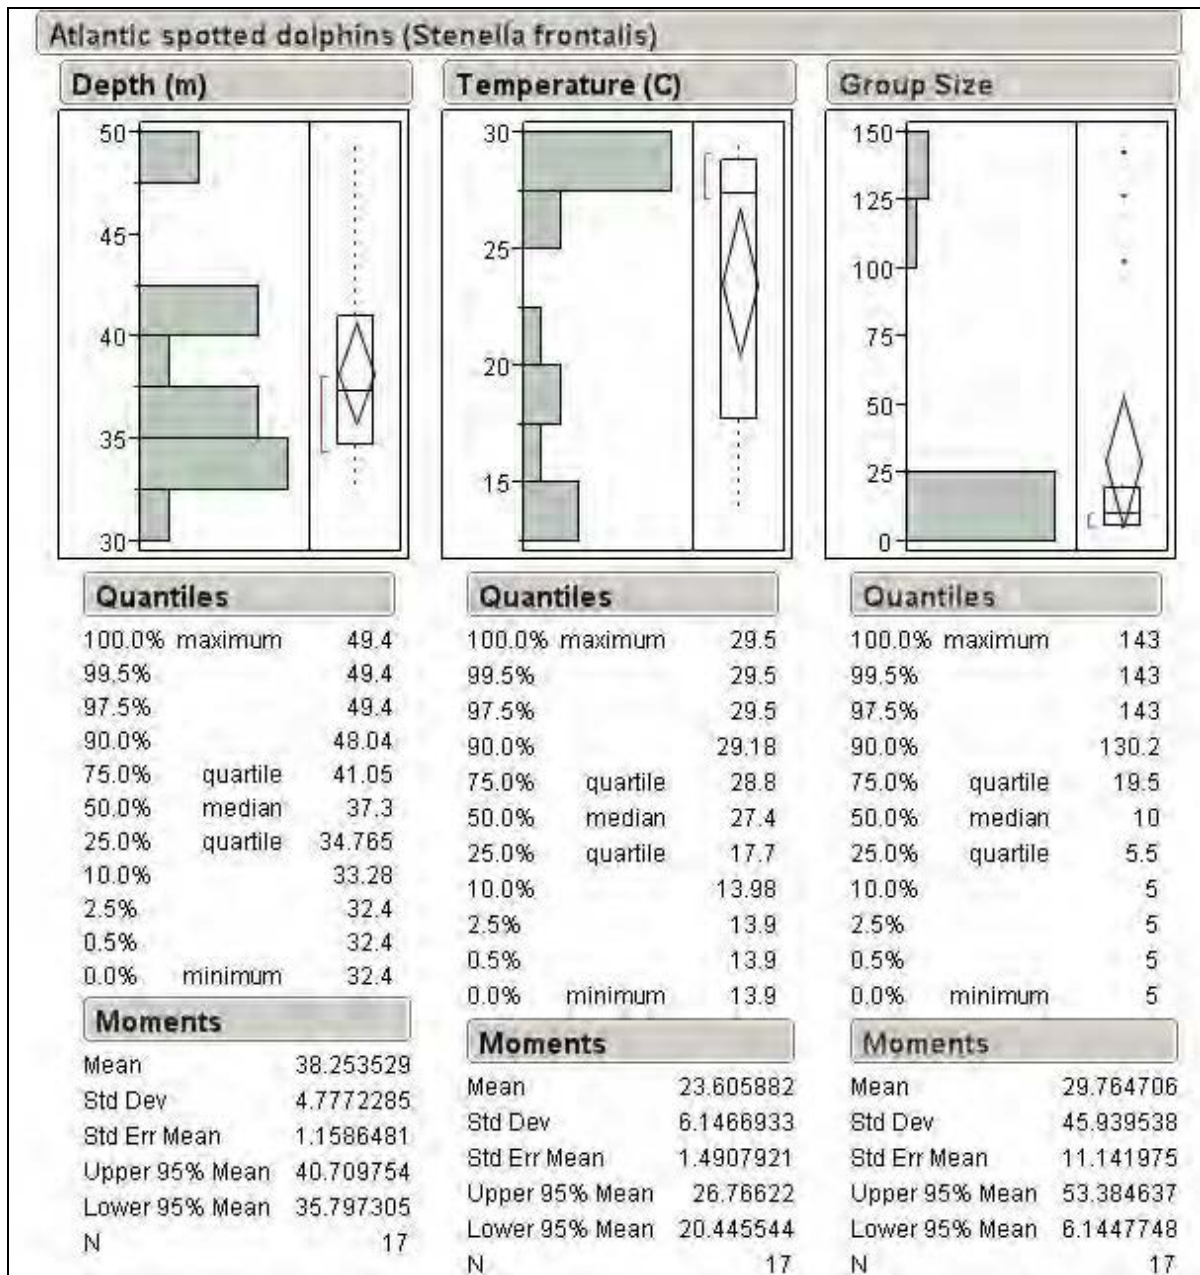 Atlantic spotted dolphins (Stenella frontalis)
Depth (m)
50
45
40
35
30
Quantiles
100.0% maximum 49.4
99.5% 49.4
97.5% 49.4
90.0% 48.04
75.0% quartile 41.05
50.0% median 37.3
25.0% quartile 34.765
10.0% 33.28
2.5% 32.4
0.5% 32.4
0.0% minimum 32.4
Moments
Mean 38.253529
Std Dev 4.7772285
Std Err Mean 1.1586481
Upper 95% Mean 40.709754
Lower 95% Mean 35.797305
N 17
Temperature (C)
30
25
20
15
Quantiles
100.0% maximum 29.5
99.5% 29.5
97.5% 29.5
90.0% 29.18
75.0% quartile 28.8
50.0% median 27.4
25.0% quartile 17.7
10.0% 13.98
2.5% 13.9
0.5% 13.9
0.0% minimum 13.9
Moments
Mean 23.605882
Std Dev 6.1466933
Std Err Mean 1.4907921
Upper 95% Mean 26.76622
Lower 95% Mean 20.445544
N 17
Group Size
150
125
100
75
50
25
0
Quantiles
100.0% maximum 143
99.5% 143
97.5% 143
90.0% 130.2
75.0% quartile 19.5
50.0% median 10
25.0% quartile 5.5
10.0% 5
2.5% 5
0.5% 5
0.0% minimum 5
Moments
Mean 29.764706
Std Dev 45.939538
Std Err Mean 11.141975
Upper 95% Mean 53.384637
Lower 95% Mean 6.1447748
N 17